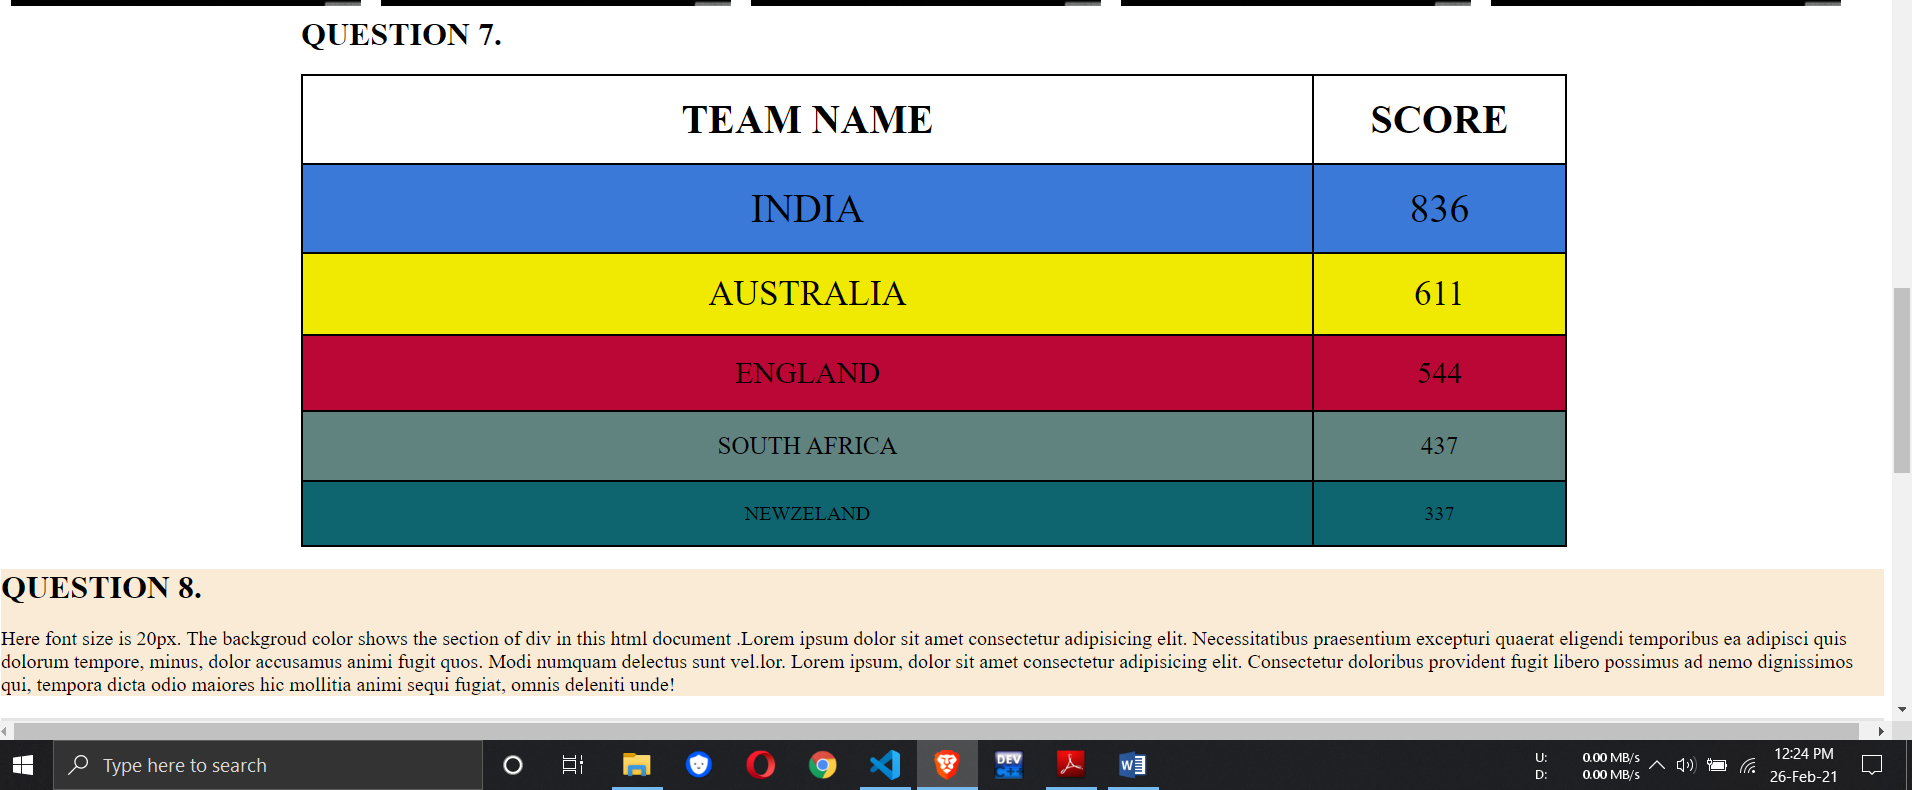 QUESTION 7.
TEAM NAME SCORE
INDIA 836
AUSTRALIA 611
ENGLAND 544
SOUTH AFRICA 437
NEWZELAND 337
QUESTION 8.
Here font size is 20px. The backgroud color shows the section of div in this html document .Lorem ipsum dolor sit amet consectetur adipisicing elit. Necessitatibus praesentium excepturi quaerat eligendi temporibus ea adipisci quis
dolorum tempore, minus, dolor accusamus animi fugit quos. Modi numquam delectus sunt vel.lor. Lorem ipsum, dolor sit amet consectetur adipisicing elit. Consectetur doloribus provident fugit libero possimus ad nemo dignissimos
qui, tempora dicta odio maiores hic mollitia animi sequi fugiat, omnis deleniti unde!
Type here to search
DEV
C++
W
U: 0.00 MB/s
D: 0.00 MB/s
12:24 PM
26-Feb-21